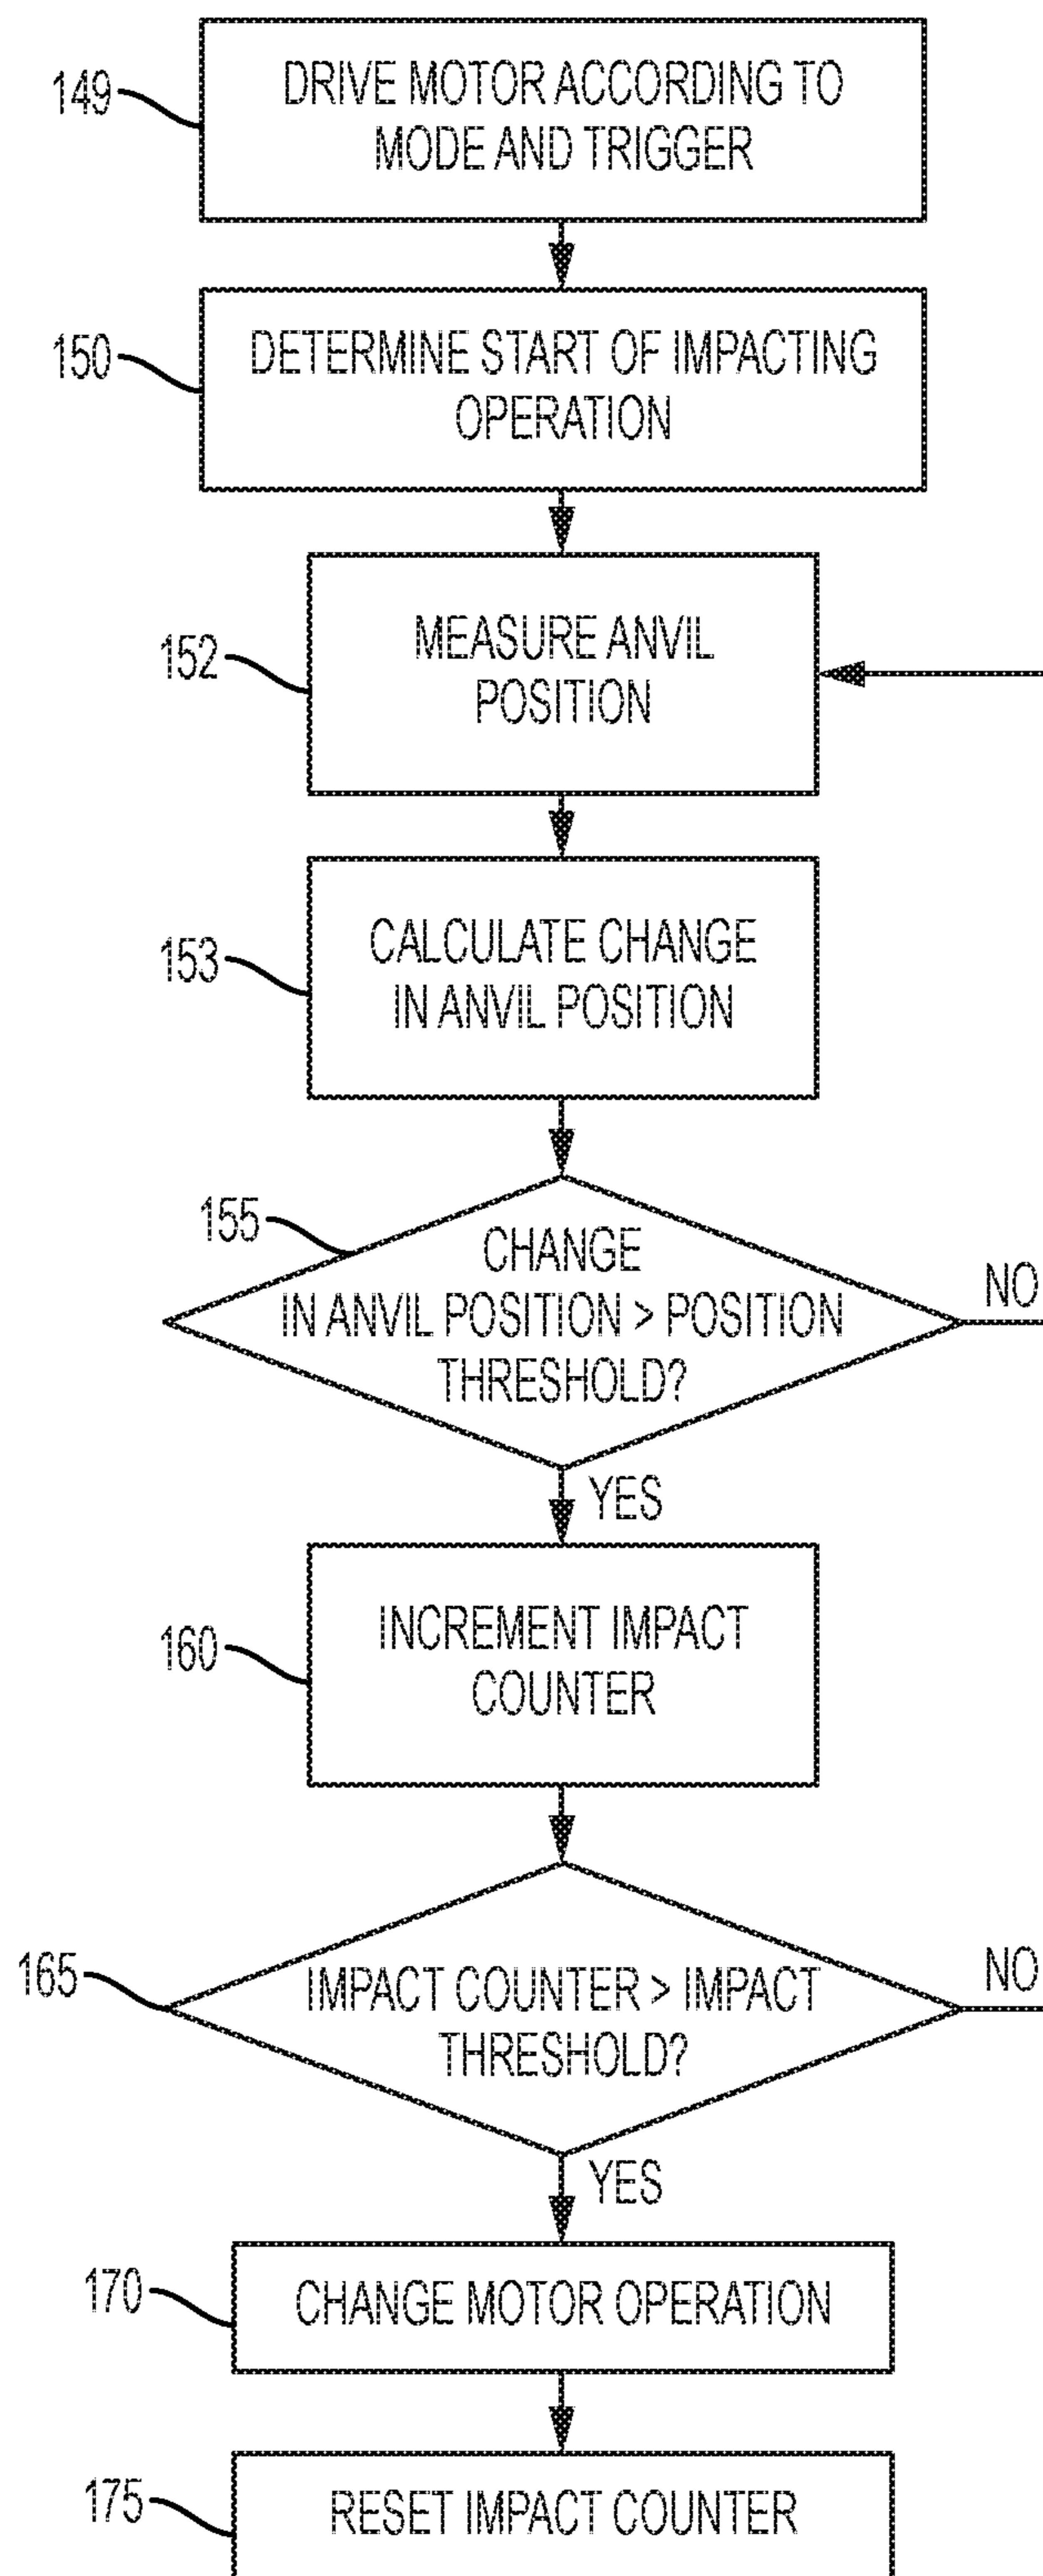 149
DRIVE MOTOR ACCORDING TO
MODE AND TRIGGER
150
DETERMINE START OF IMPACTING
OPERATION
152
MEASURE ANVIL
POSITION
153
CALCULATE CHANGE
IN ANVIL POSITION
155
CHANGE
IN ANVIL POSITION > POSITION
THRESHOLD?
NO
YES
160
INCREMENT IMPACT
COUNTER
165
IMPACT COUNTER > IMPACT
THRESHOLD?
NO
YES
170
CHANGE MOTOR OPERATION
175
RESET IMPACT COUNTER